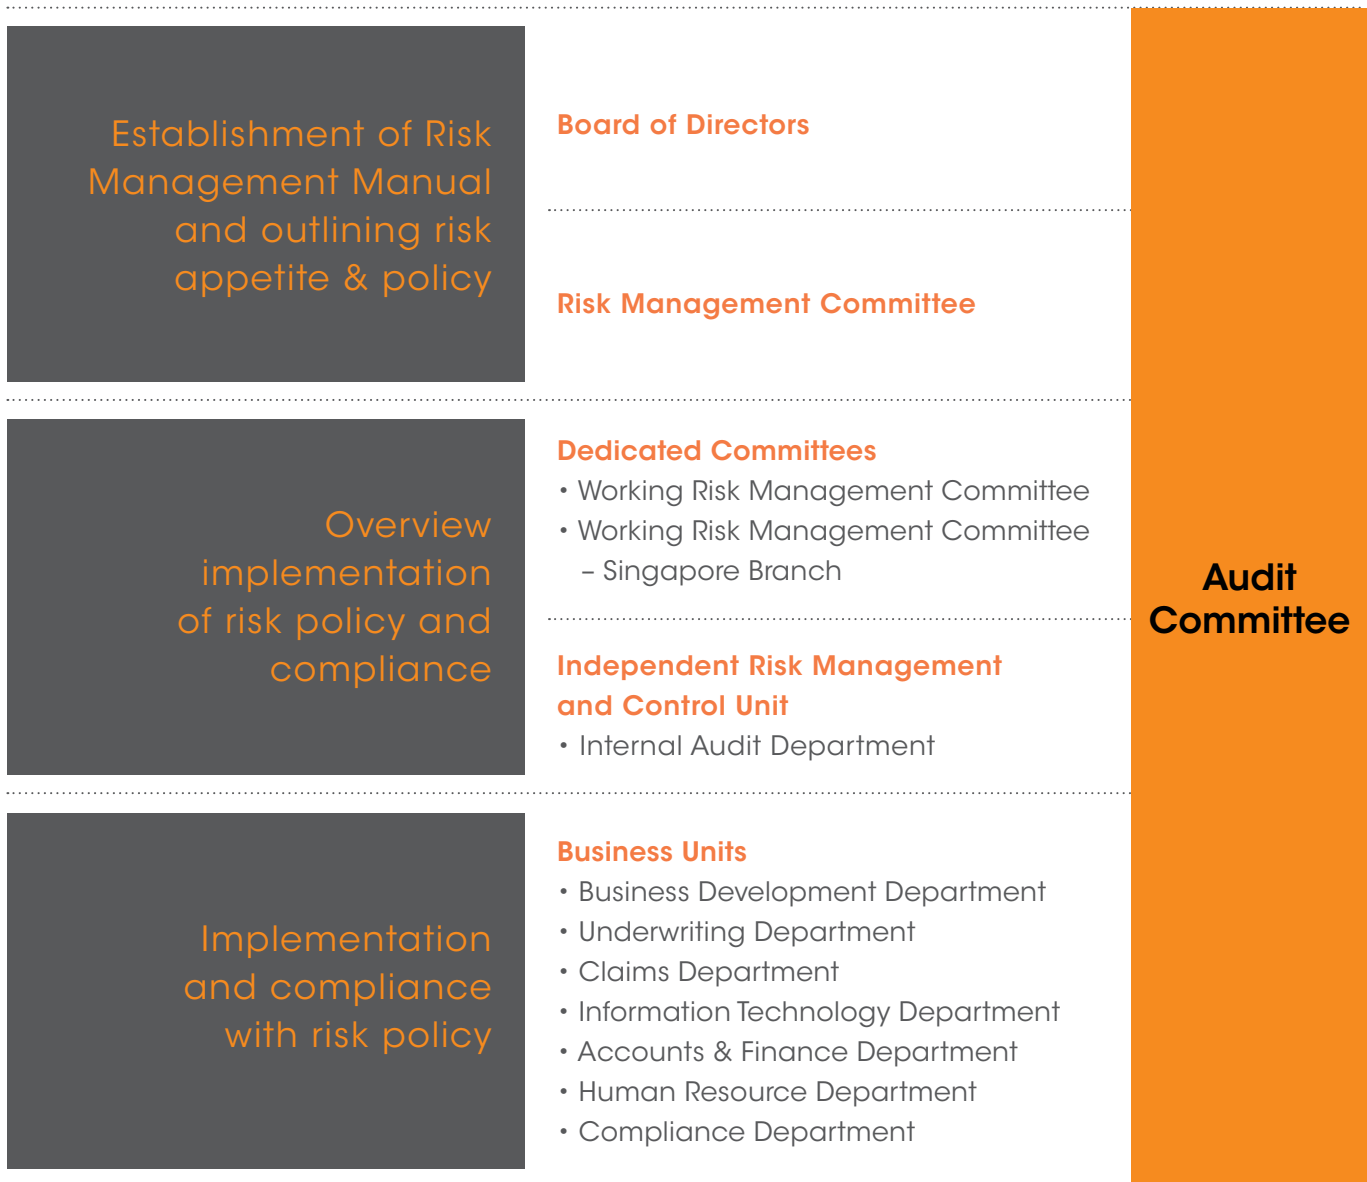 Establishment of Risk
Management Manual
and outlining risk
appetite & policy
Board of Directors
Risk Management Committee
Overview
implementation
of risk policy and
compliance
Dedicated Committees
• Working Risk Management Committee
• Working Risk Management Committee
– Singapore Branch
Independent Risk Management
and Control Unit
• Internal Audit Department
Implementation
and compliance
with risk policy
Business Units
• Business Development Department
• Underwriting Department
• Claims Department
• Information Technology Department
• Accounts & Finance Department
• Human Resource Department
• Compliance Department
Audit
Committee